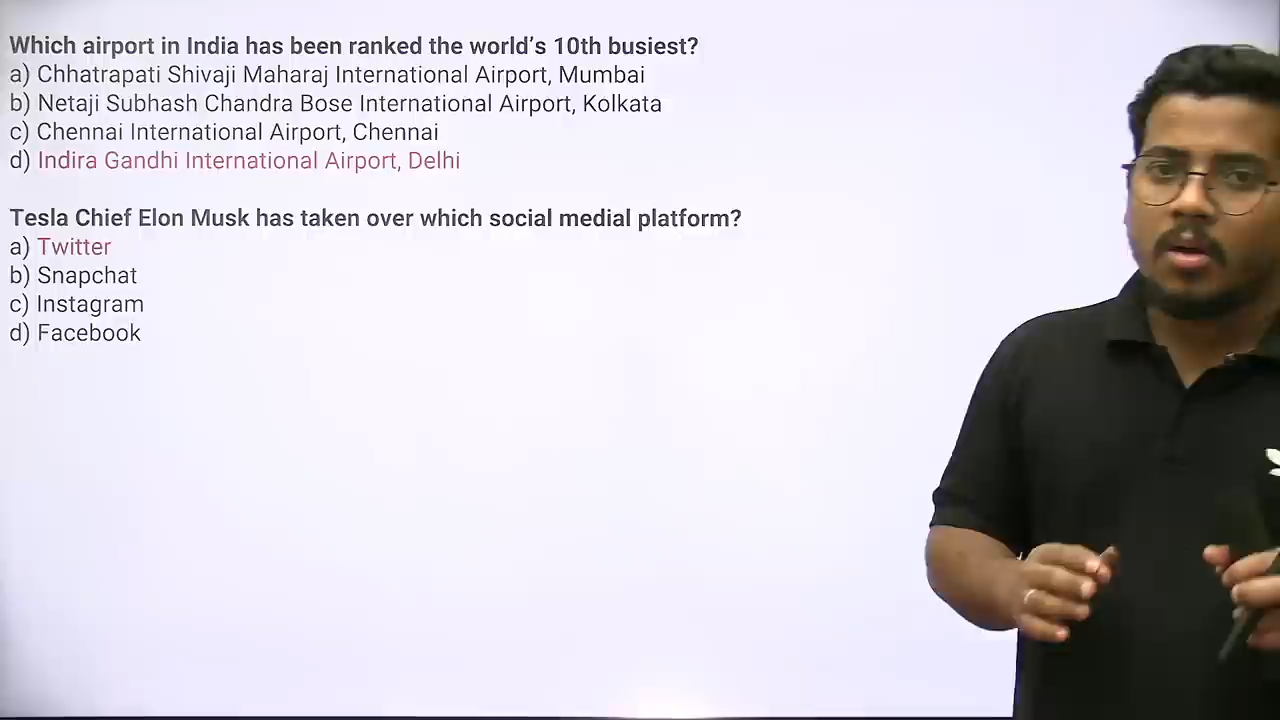 Which airport in India has been ranked the world’s 10th busiest?
a) Chhatrapati Shivaji Maharaj International Airport, Mumbai
b) Netaji Subhash Chandra Bose International Airport, Kolkata
c) Chennai International Airport, Chennai
d) Indira Gandhi International Airport, Delhi
Tesla Chief Elon Musk has taken over which social medial platform?
a) Twitter
b) Snapchat
c) Instagram
d) Facebook